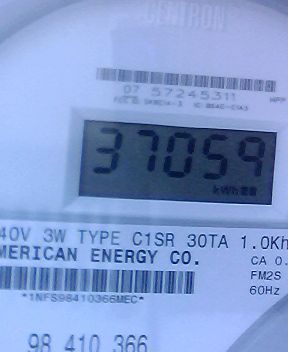 CENTRON
07 57245311
37059
kWh
40V 3W TYPE C1SR 30TA 1.0Kh
MERICAN ENERGY CO.
CA 0.
FM2S
60Hz
*1NFS98410366MEC*
98 410 366